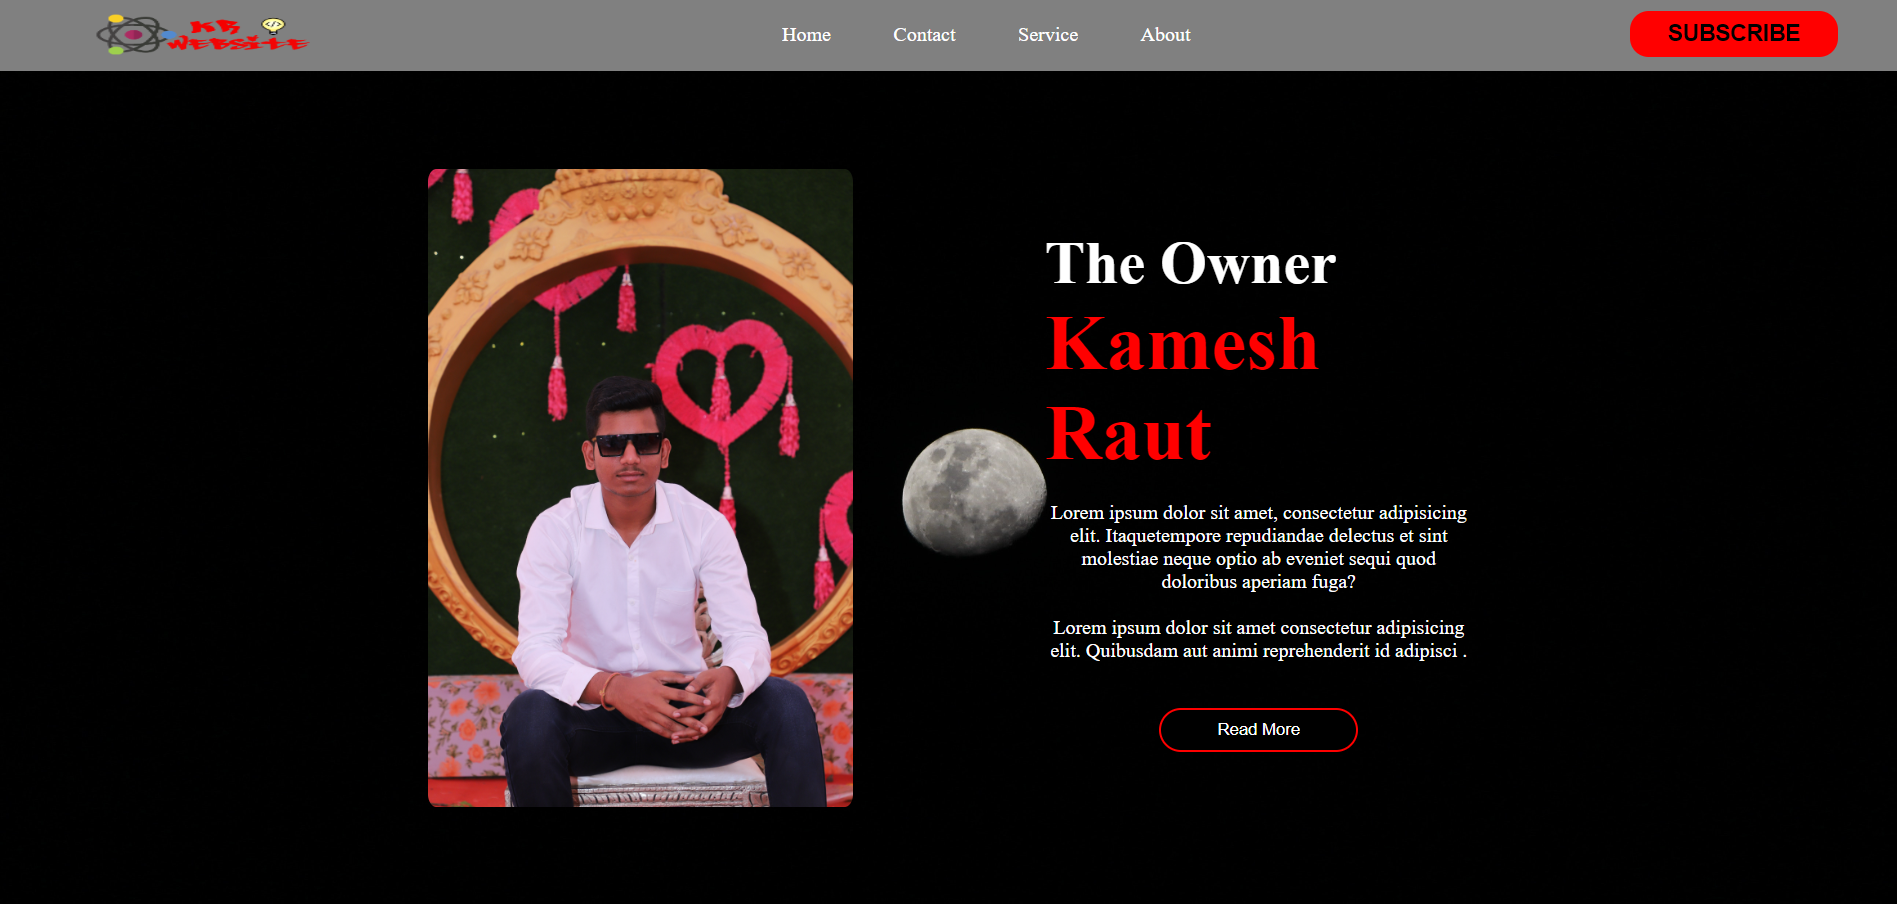 KR
WEBSITE
</>
Home
Contact
Service
About
SUBSCRIBE
The Owner
Kamesh
Raut
Lorem ipsum dolor sit amet, consectetur adipisicing
elit. Itaquetempore repudiandae delectus et sint
molestiae neque optio ab eveniet sequi quod
doloribus aperiam fuga?
Lorem ipsum dolor sit amet consectetur adipisicing
elit. Quibusdam aut animi reprehenderit id adipisci .
Read More